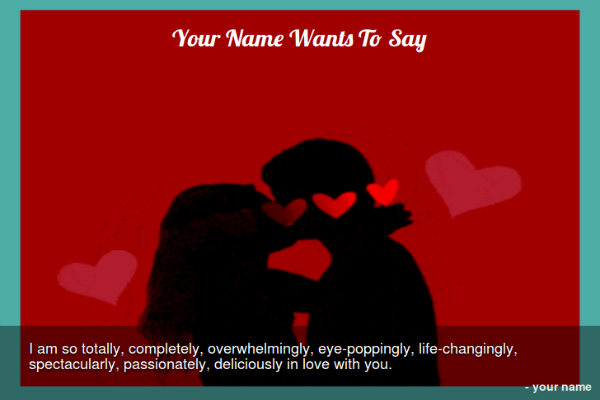 Your Name Wants To Say
I am so totally, completely, overwhelmingly, eye-poppingly, life-changingly,
spectacularly, passionately, deliciously in love with you.
- your name